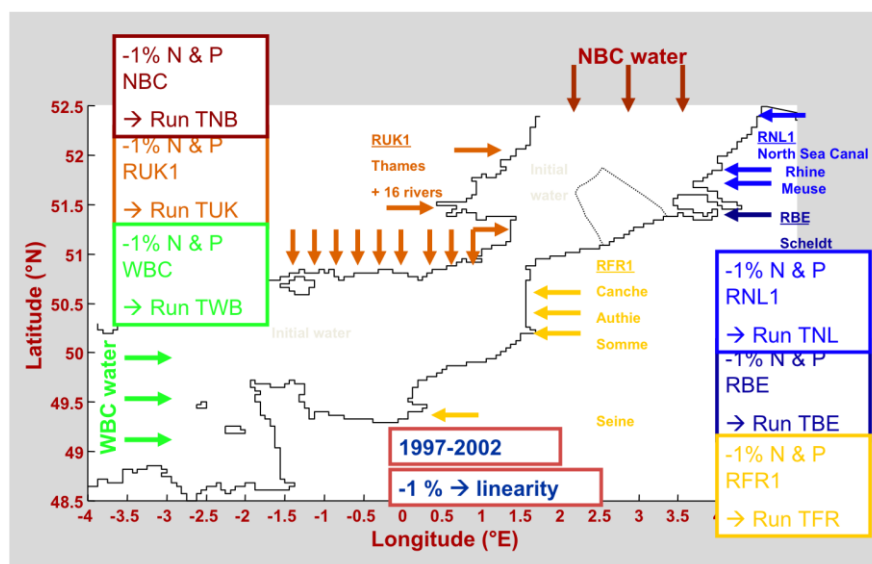 -1% N & P
NBC
→ Run TNB
-1% N & P
RUK1
→ Run TUK
-1% N & P
WBC
→ Run TWB
NBC water
RUK1
Thames
+ 16 rivers
Initial
water
RNL1
North Sea Canal
Rhine
Meuse
RBE
Scheldt
RFR1
Canche
Authie
Somme
Seine
Initial water
WBC water
-1% N & P
RNL1
→ Run TNL
-1% N & P
RBE
→ Run TBE
-1% N & P
RFR1
→ Run TFR
1997-2002
-1 % → linearity
Latitude (°N)
52.5
52
51.5
51
50.5
50
49.5
49
48.5
-4 -3.5 -3 -2.5 -2 -1.5 -1 -0.5 0 0.5 1 1.5 2 2.5 3 3.5 4
Longitude (°E)